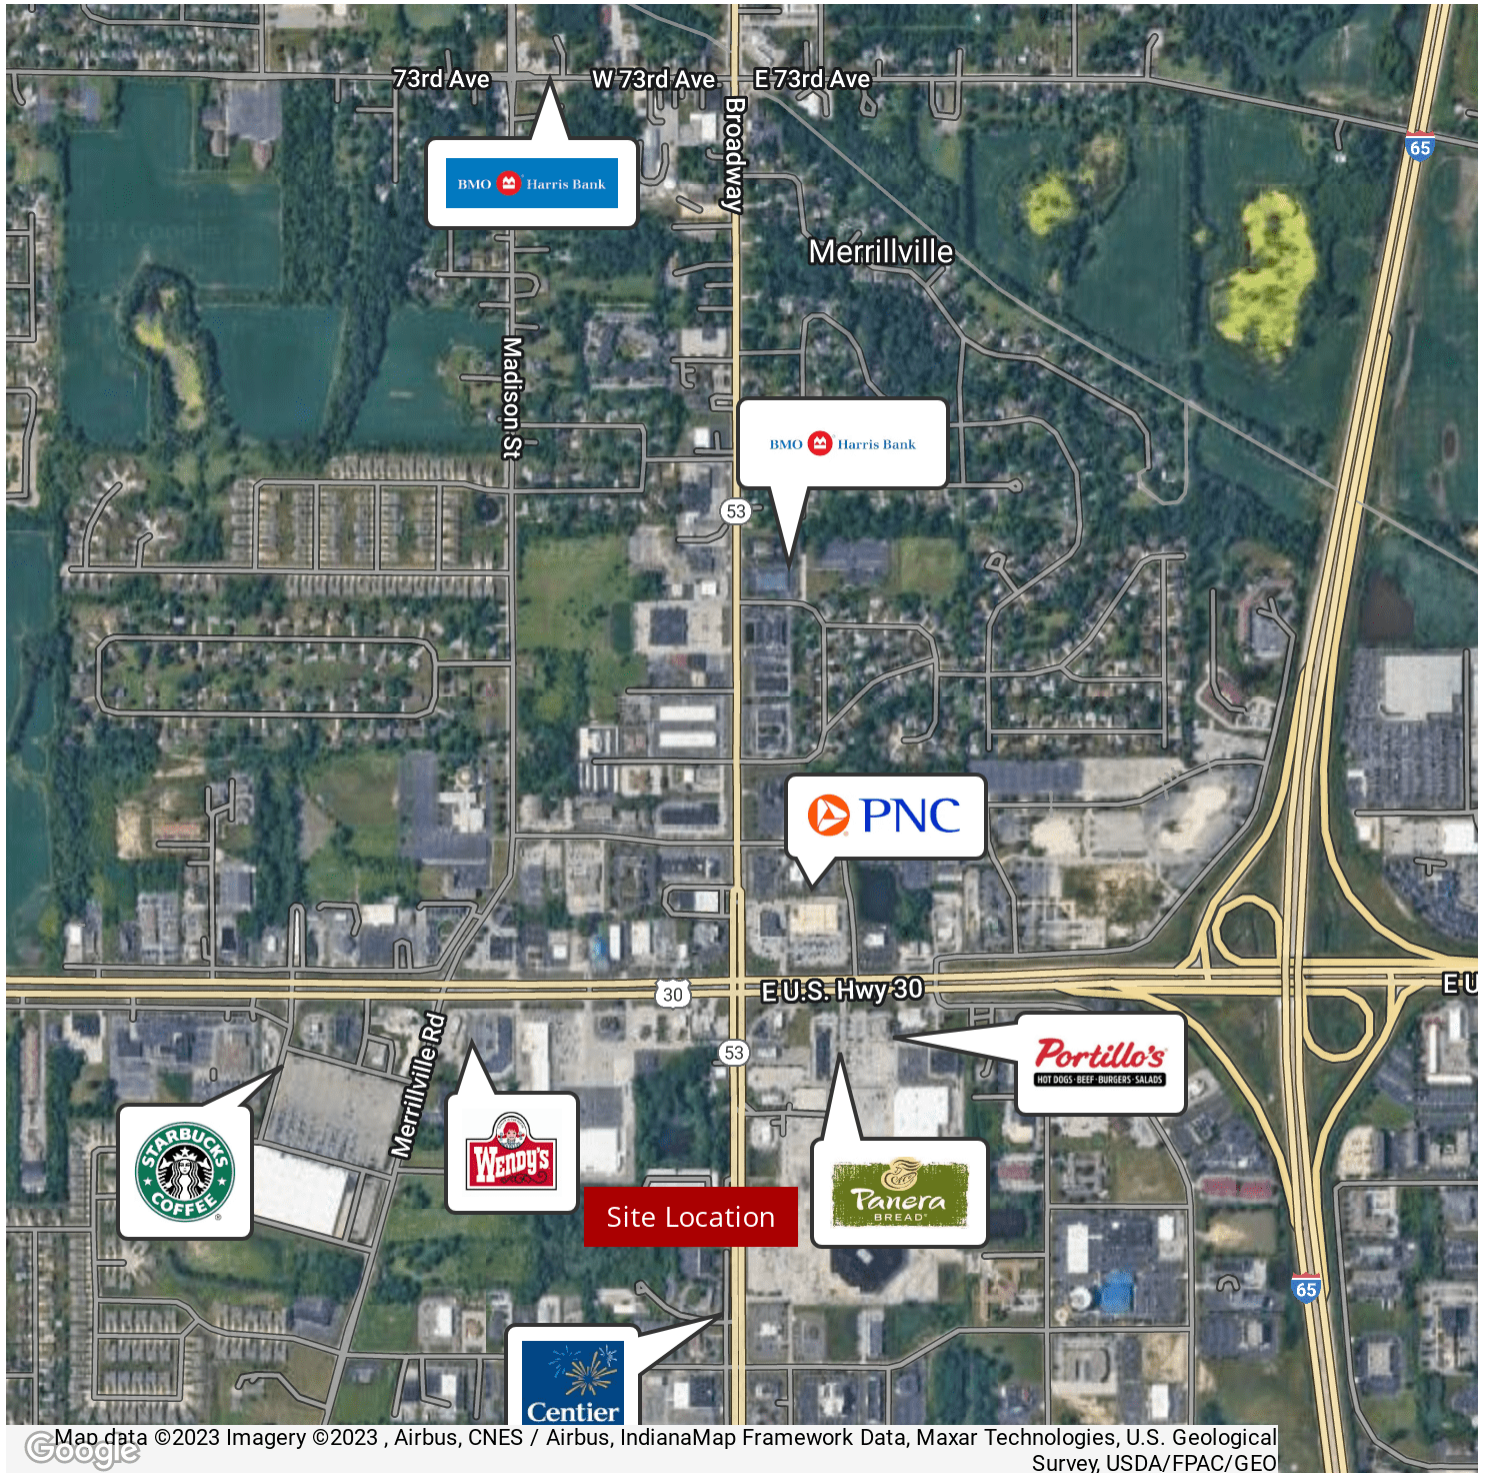 73rd Ave
W 73rd Ave
E 73rd Ave
Broadway
65
BMO Harris Bank
Merrillville
Madison St
BMO Harris Bank
53
PNC
30
E U.S. Hwy 30
E U
53
Merrillville Rd
Portillo's
HOT DOGS·BEEF·BURGERS·SALADS
STARBUCKS
COFFEE
WENDY'S
Panera
BREAD
Site Location
65
Centier
Google
Map data ©2023 Imagery ©2023 , Airbus, CNES / Airbus, IndianaMap Framework Data, Maxar Technologies, U.S. Geological
Survey, USDA/FPAC/GEO